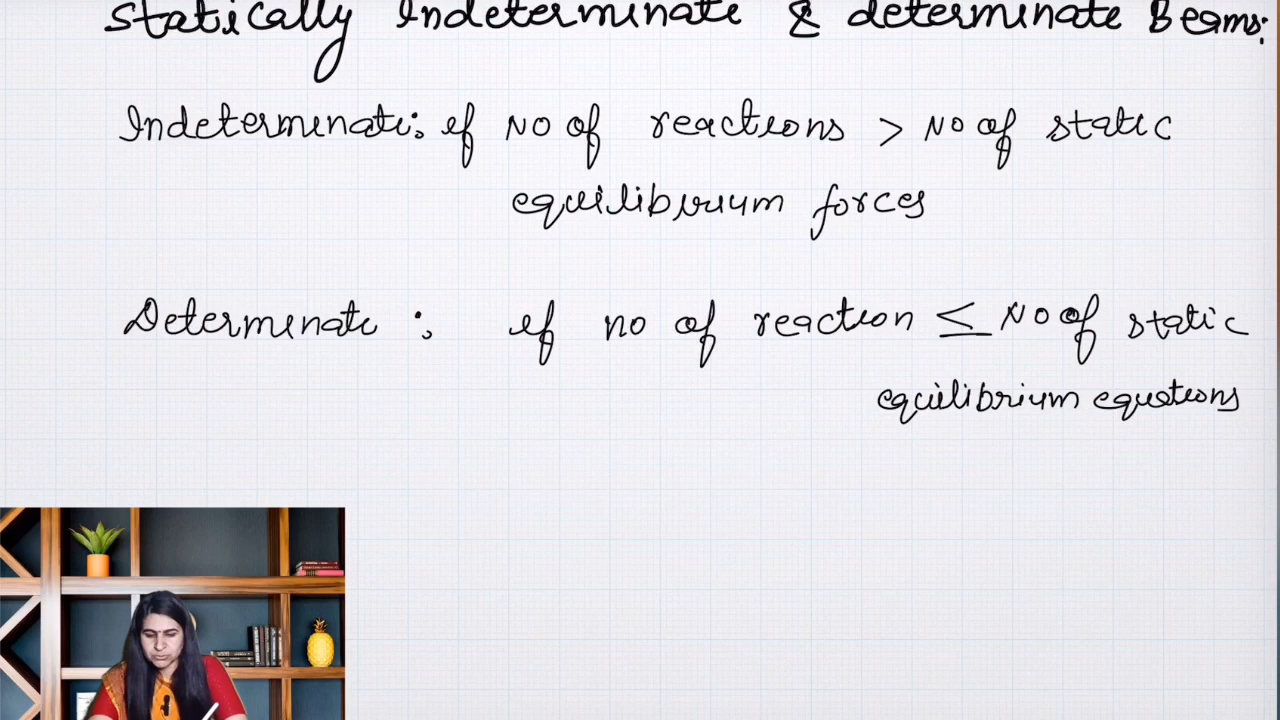 Statically Indeterminate & determinate Beams:
Indeterminate: if No of reactions > No of static
equilibrium forces
Determinate : if no of reaction ≤ No of static
equilibrium equations